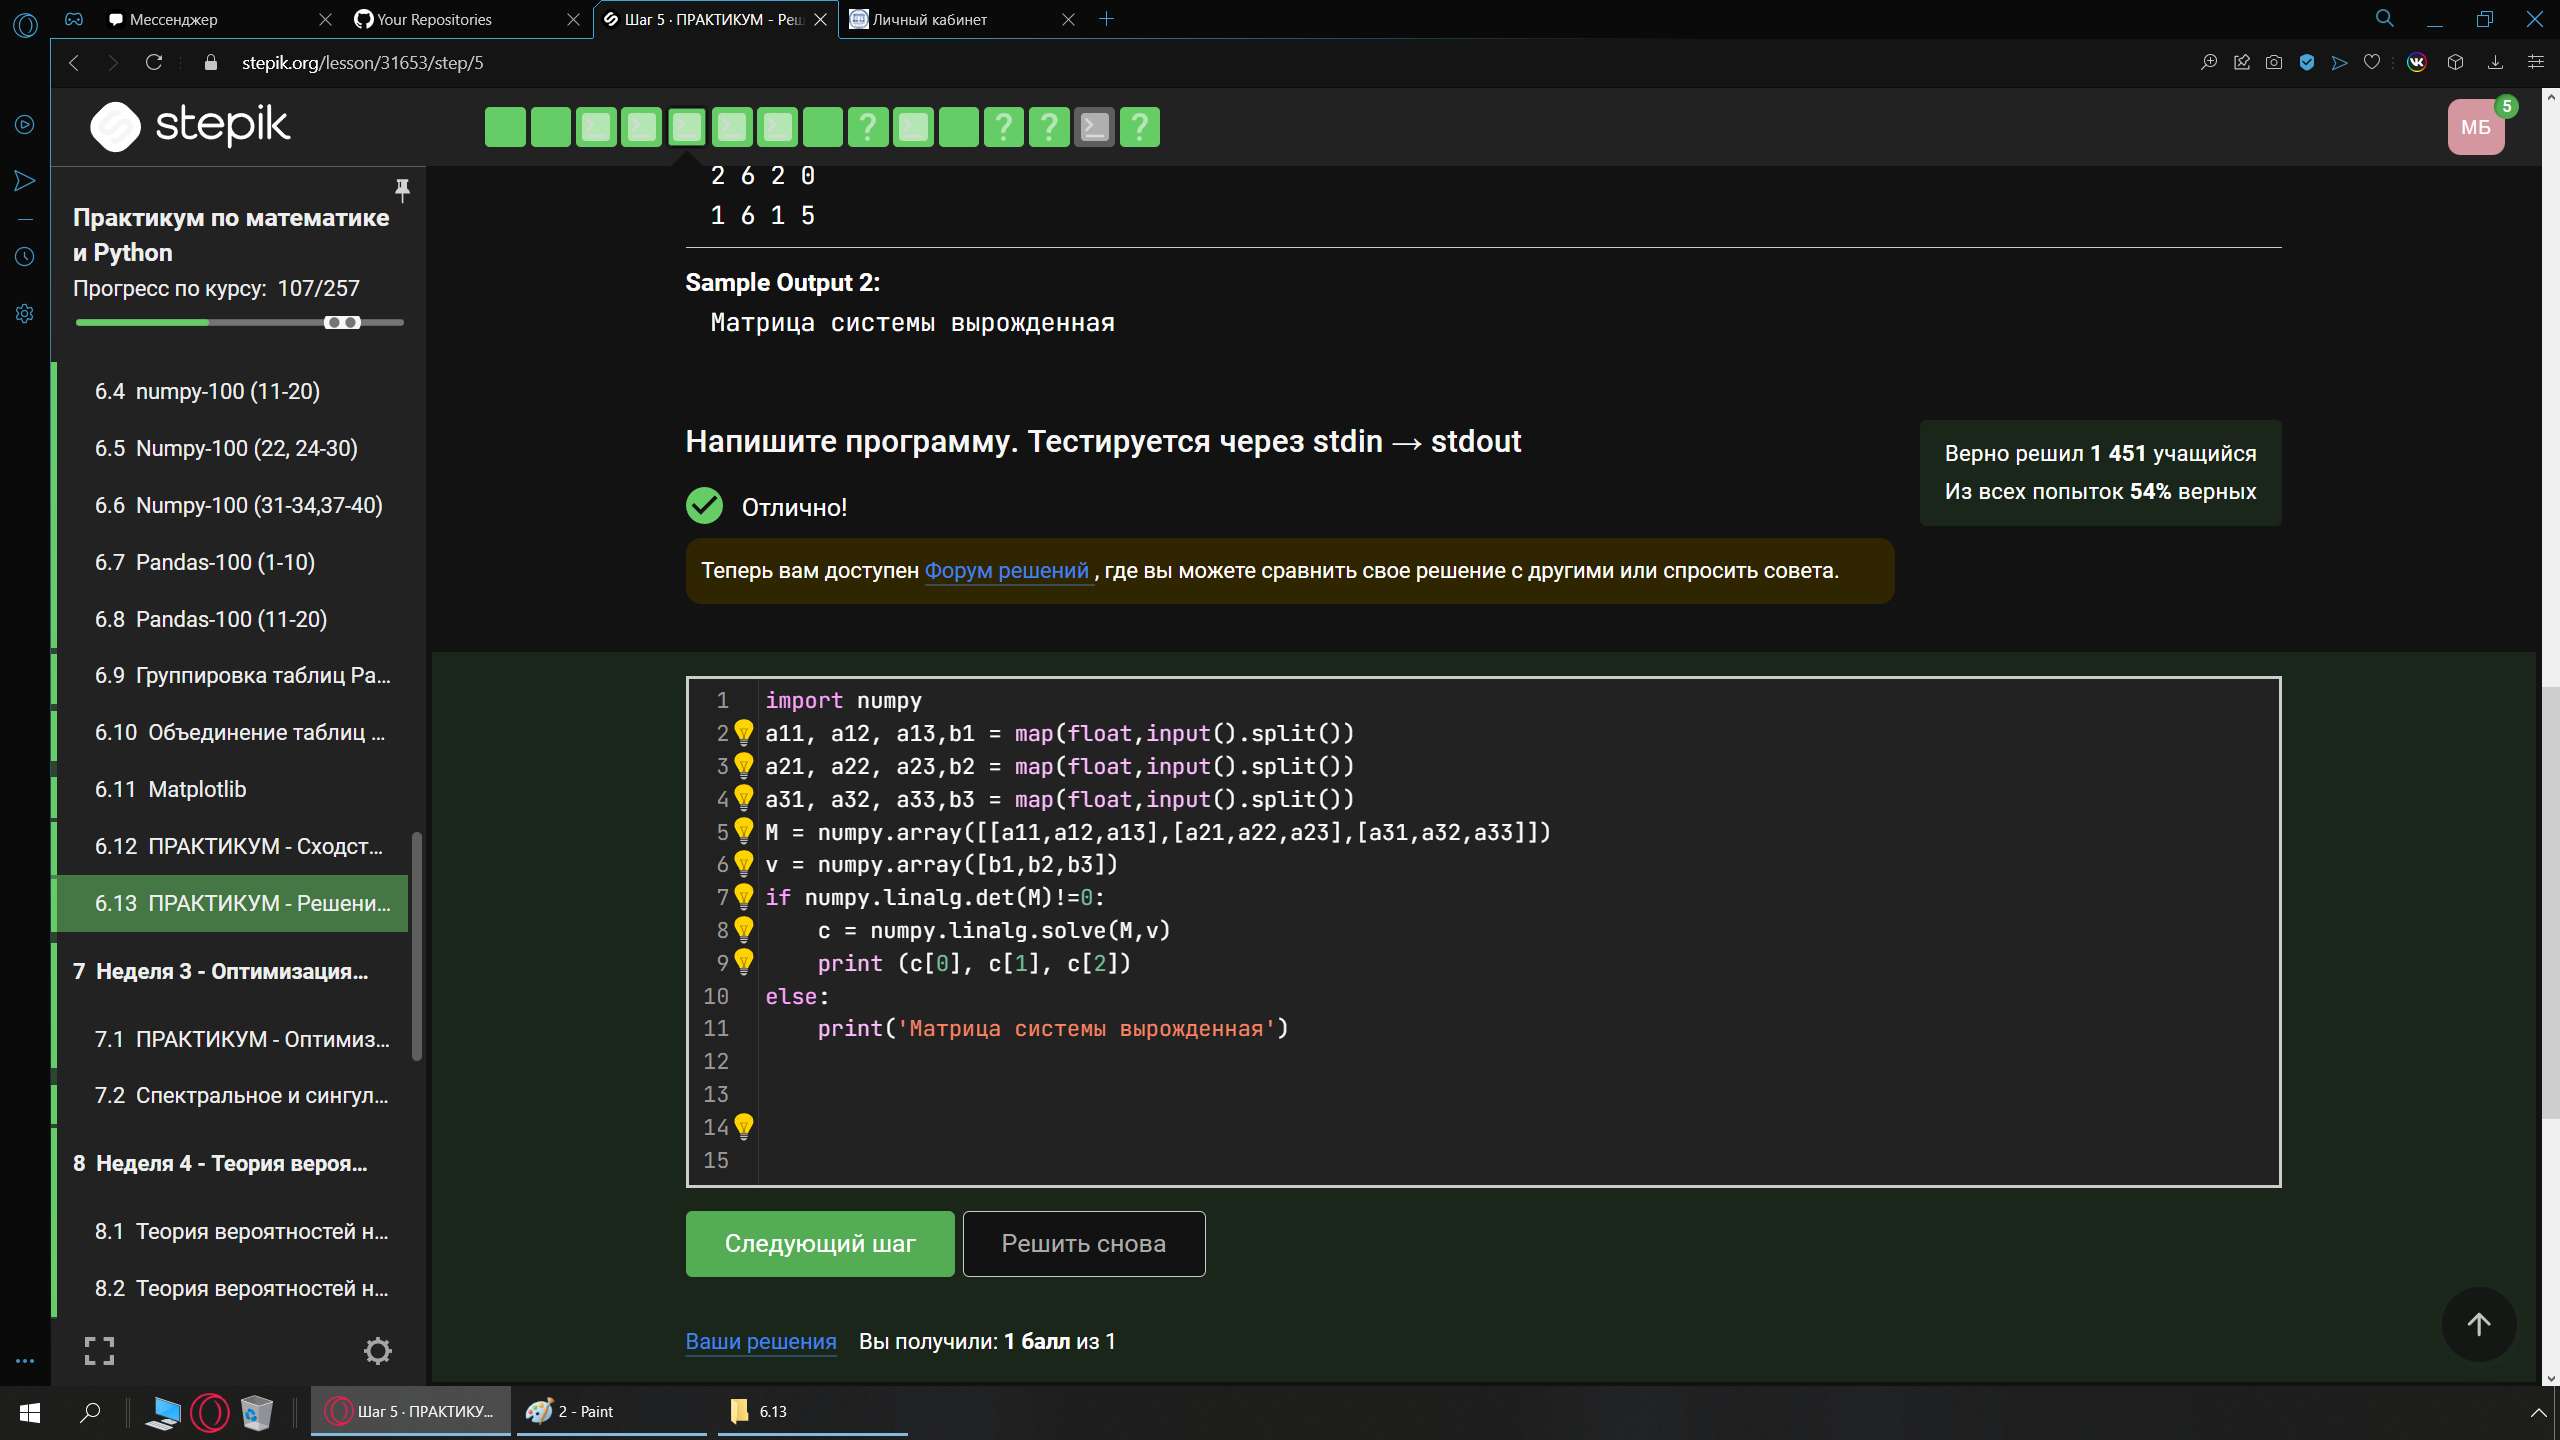 Мессенджер
Your Repositories
Шаг 5 · ПРАКТИКУМ - Реш
Личный кабинет
stepik.org/lesson/31653/step/5
stepik
МБ
5
Практикум по математике
и Python
Прогресс по курсу: 107/257
6.4 numpy-100 (11-20)
6.5 Numpy-100 (22, 24-30)
6.6 Numpy-100 (31-34,37-40)
6.7 Pandas-100 (1-10)
6.8 Pandas-100 (11-20)
6.9 Группировка таблиц Pa...
6.10 Объединение таблиц ...
6.11 Matplotlib
6.12 ПРАКТИКУМ - Сходст...
6.13 ПРАКТИКУМ - Решени...
7 Неделя 3 - Оптимизация...
7.1 ПРАКТИКУМ - Оптимиз...
7.2 Спектральное и сингул...
8 Неделя 4 - Теория вероя...
8.1 Теория вероятностей н...
8.2 Теория вероятностей н...
2 6 2 0
1 6 1 5
Sample Output 2:
Матрица системы вырожденная
Напишите программу. Тестируется через stdin → stdout
Верно решил 1 451 учащийся
Из всех попыток 54% верных
Отлично!
Теперь вам доступен Форум решений , где вы можете сравнить свое решение с другими или спросить совета.
1 import numpy
2 a11, a12, a13,b1 = map(float,input().split())
3 a21, a22, a23,b2 = map(float,input().split())
4 a31, a32, a33,b3 = map(float,input().split())
5 M = numpy.array([[a11,a12,a13],[a21,a22,a23],[a31,a32,a33]])
6 v = numpy.array([b1,b2,b3])
7 if numpy.linalg.det(M)!=0:
8 c = numpy.linalg.solve(M,v)
9 print (c[0], c[1], c[2])
10 else:
11 print('Матрица системы вырожденная')
12
13
14
15
Следующий шаг
Решить снова
Ваши решения Вы получили: 1 балл из 1
Шаг 5 · ПРАКТИКУ...
2 - Paint
6.13